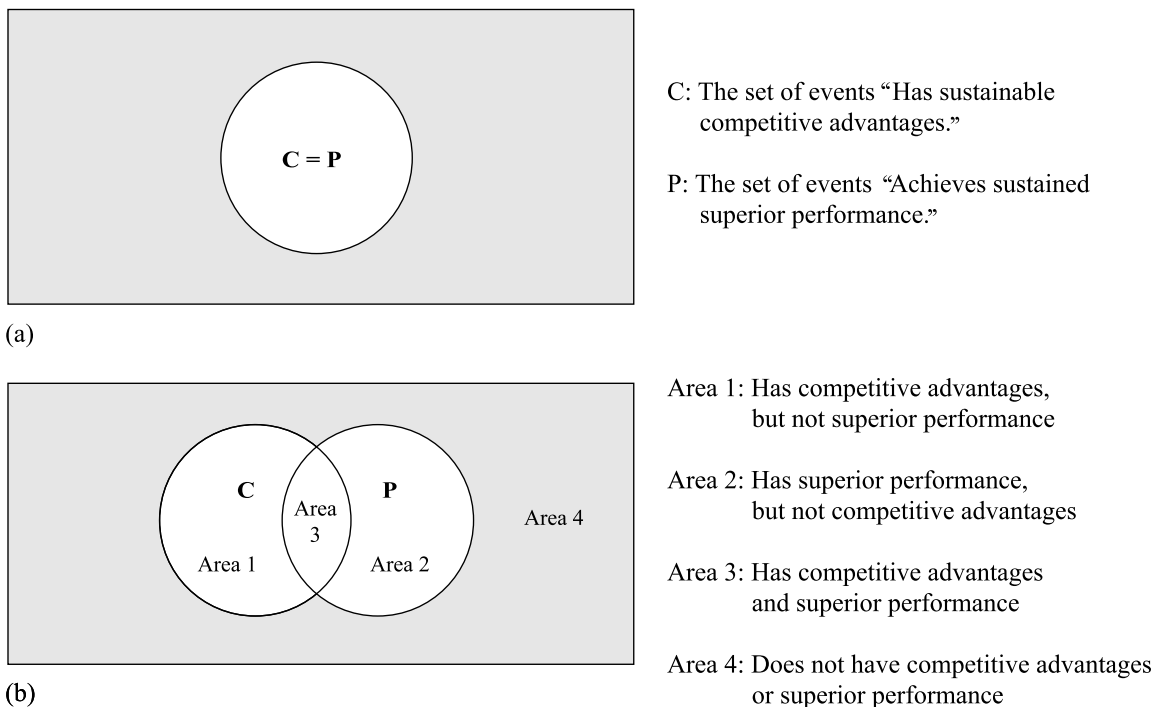 C = P
C: The set of events “Has sustainable
competitive advantages.”
P: The set of events “Achieves sustained
superior performance.”
(a)
C
P
Area
3
Area 1
Area 2
Area 4
Area 1: Has competitive advantages,
but not superior performance
Area 2: Has superior performance,
but not competitive advantages
Area 3: Has competitive advantages
and superior performance
Area 4: Does not have competitive advantages
or superior performance
(b)